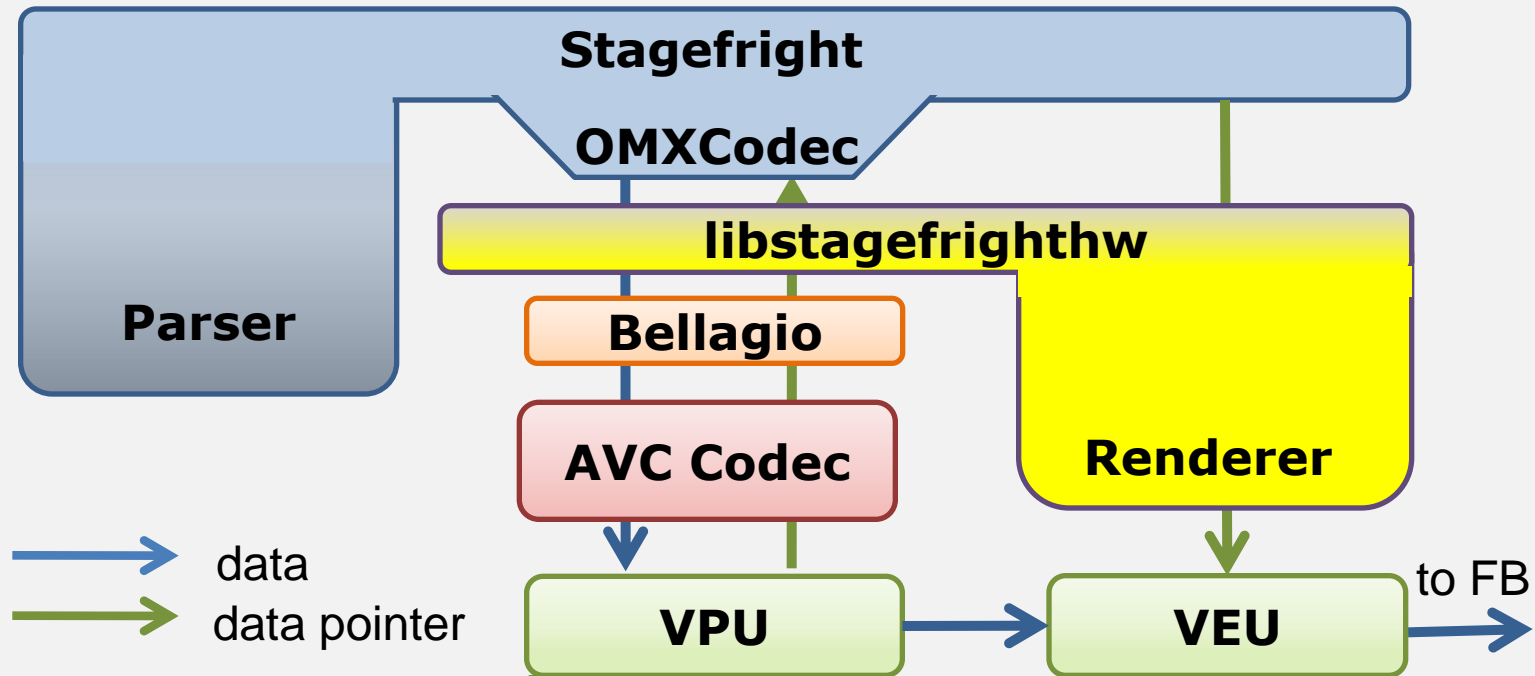 Stagefright
OMXCodec
libstagefrighthw
Parser
Bellagio
AVC Codec
Renderer
data
data pointer
VPU
VEU
to FB